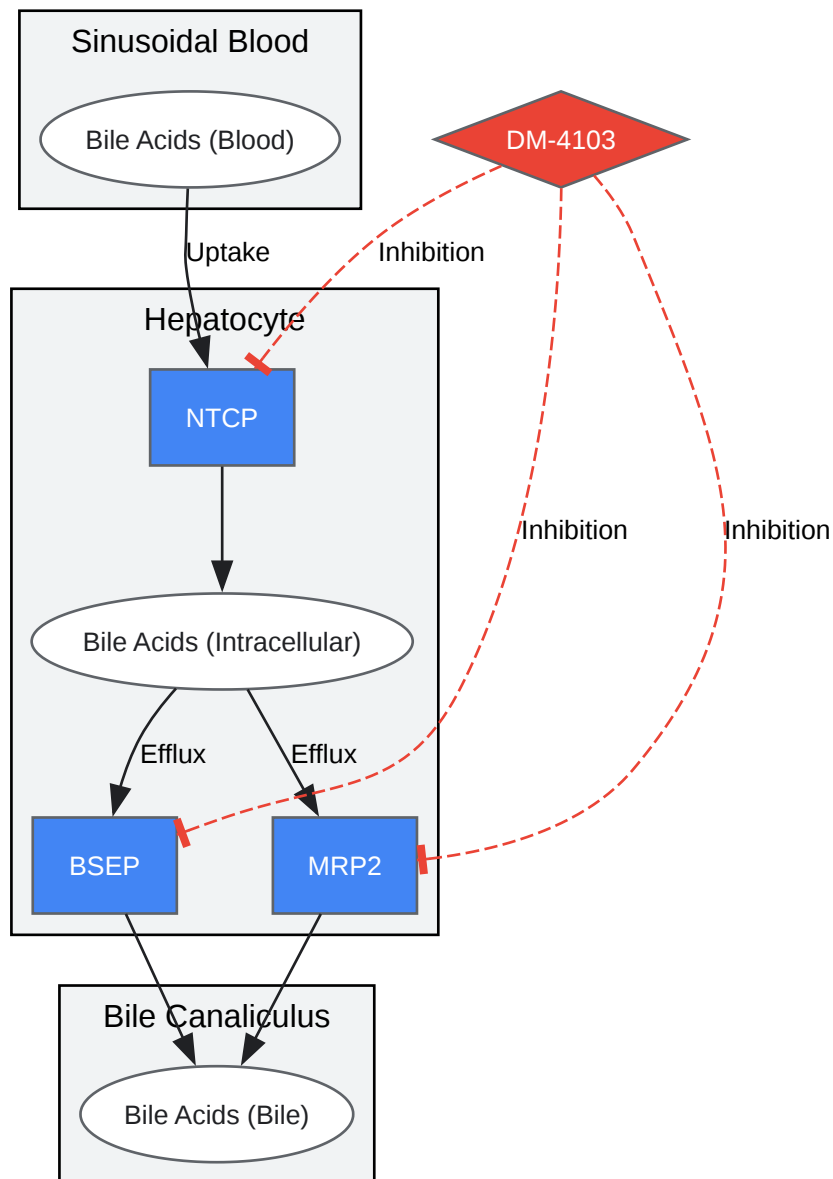 Sinusoidal Blood
Bile Acids (Blood)
DM-4103
Uptake
Inhibition
Hepatocyte
NTCP
Inhibition
Inhibition
Bile Acids (Intracellular)
Efflux
Efflux
BSEP
MRP2
Bile Canaliculus
Bile Acids (Bile)